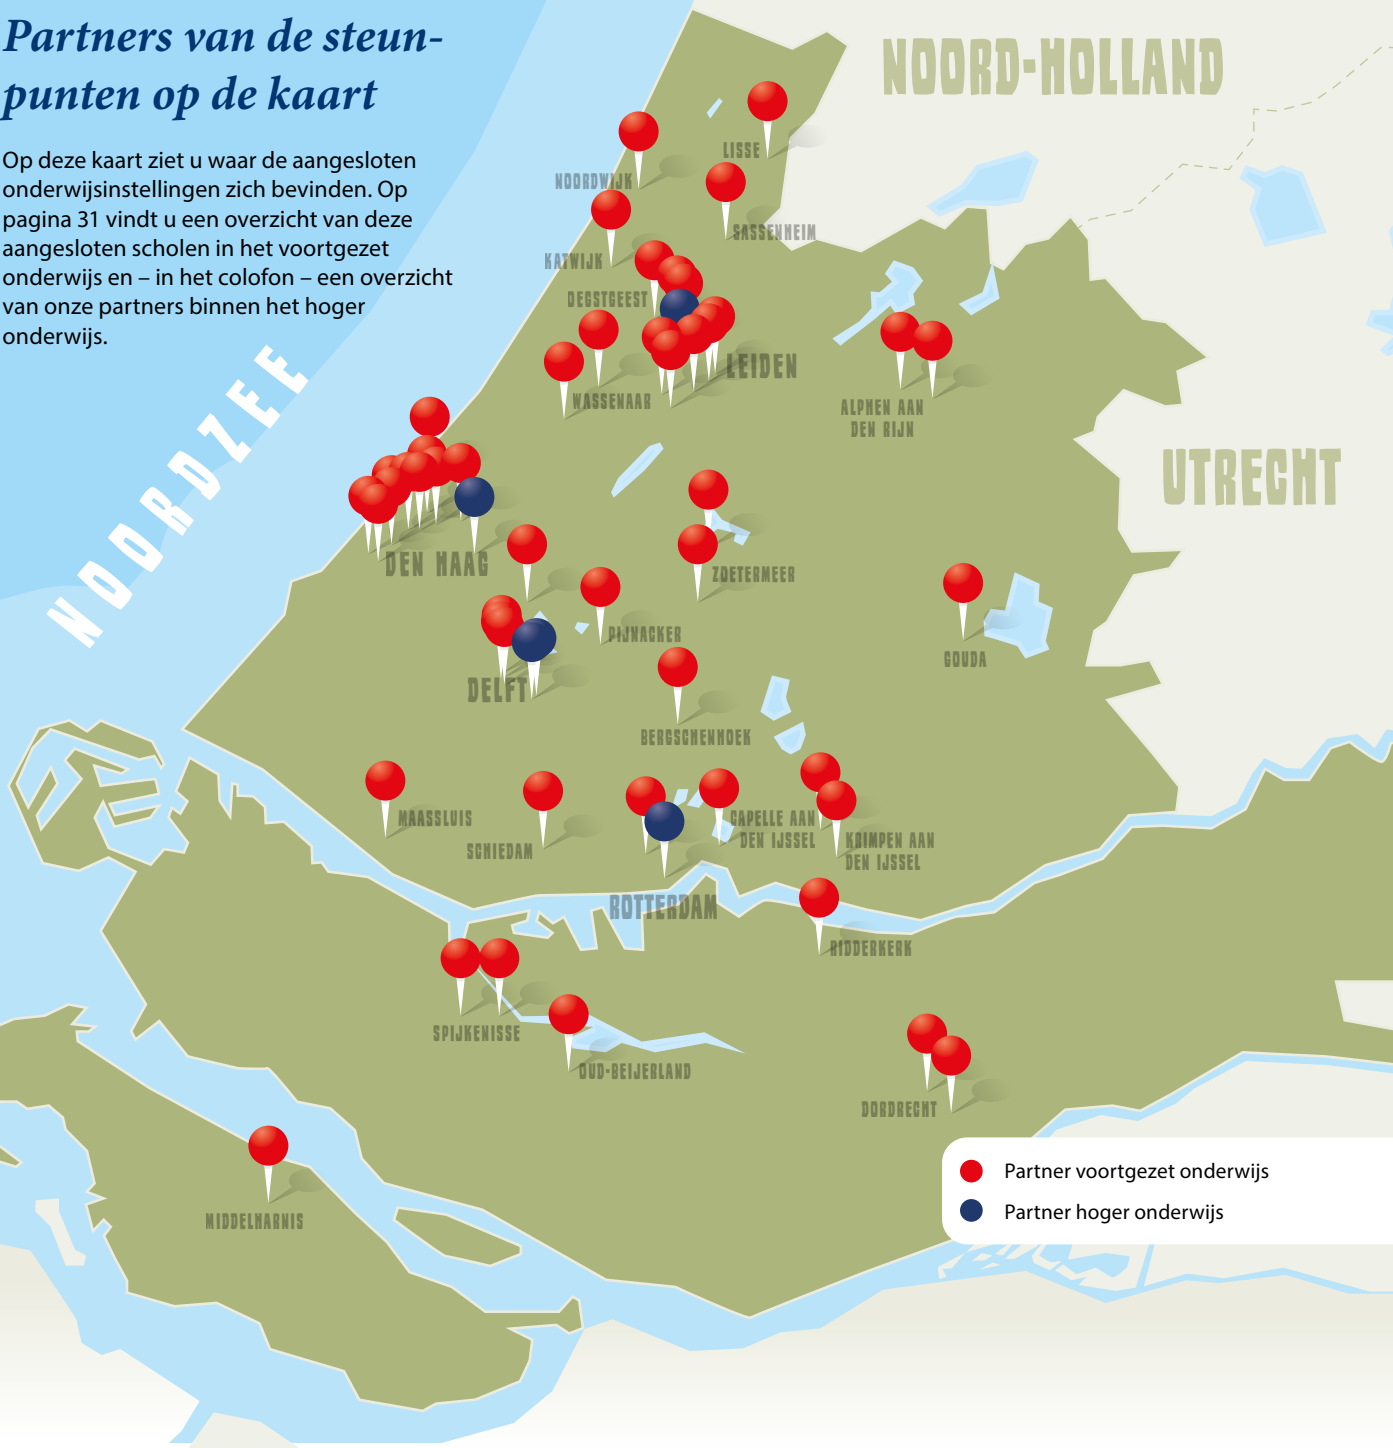 Partners van de steun-
punten op de kaart
Op deze kaart ziet u waar de aangesloten
onderwijsinstellingen zich bevinden. Op
pagina 31 vindt u een overzicht van deze
aangesloten scholen in het voortgezet
onderwijs en – in het colofon – een overzicht
van onze partners binnen het hoger
onderwijs.
NOORD-HOLLAND
LISSE
NOORDWIJK
SASSENHEIM
KATWIJK
OEGSTGEEST
LEIDEN
WASSENAAR
ALPHEN AAN
DEN RIJN
NOORDZEE
UTRECHT
DEN HAAG
ZOETERMEER
PIJNACKER
GOUDA
DELFT
BERGSCHENHOEK
MAASSLUIS
SCHIEDAM
CAPELLE AAN
DEN IJSSEL
KRIMPEN AAN
DEN IJSSEL
ROTTERDAM
RIDDERKERK
SPIJKENISSE
OUD-BEIJERLAND
DORDRECHT
MIDDELHARNIS
Partner voortgezet onderwijs
Partner hoger onderwijs